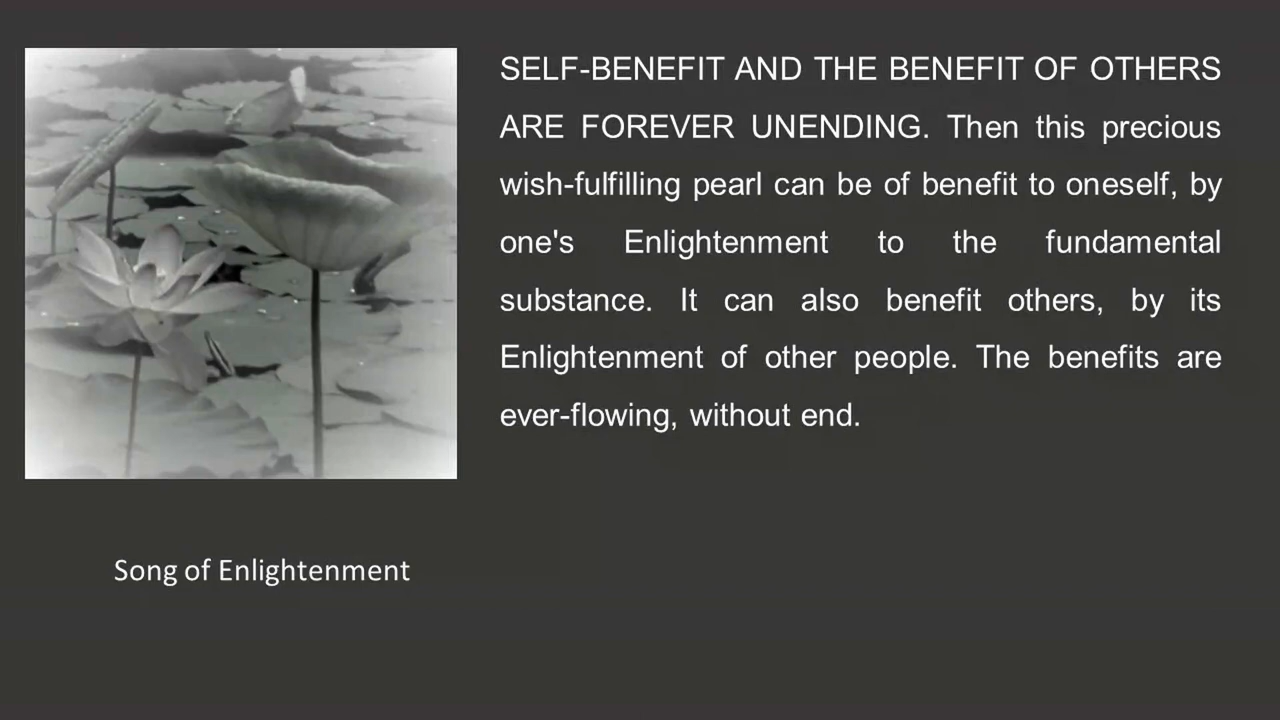 SELF-BENEFIT AND THE BENEFIT OF OTHERS
ARE FOREVER UNENDING. Then this precious
wish-fulfilling pearl can be of benefit to oneself, by
one's Enlightenment to the fundamental
substance. It can also benefit others, by its
Enlightenment of other people. The benefits are
ever-flowing, without end.
Song of Enlightenment